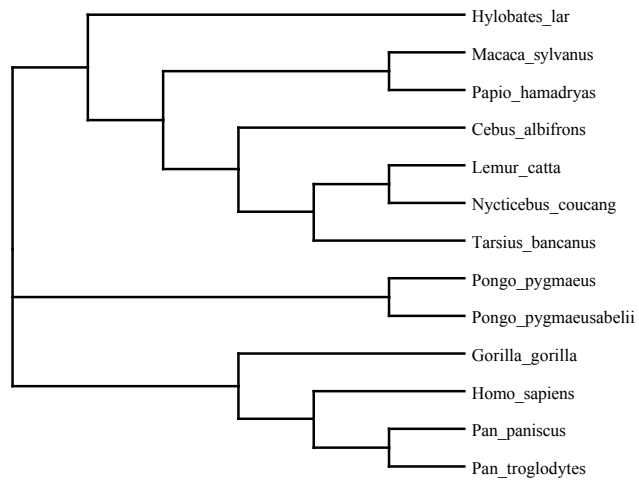 Hylobates_lar
Macaca_sylvanus
Papio_hamadryas
Cebus_albifrons
Lemur_catta
Nycticebus_coucang
Tarsius_bancanus
Pongo_pygmaeus
Pongo_pygmaeusabelii
Gorilla_gorilla
Homo_sapiens
Pan_paniscus
Pan_troglodytes